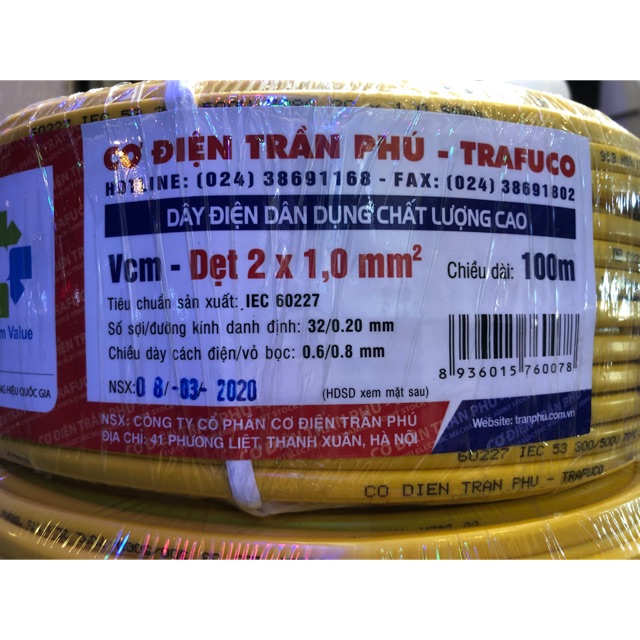 60227 IEC 53
CƠ ĐIỆN TRẦN PHÚ - TRAFUCO
HOTLINE: (024) 38691168 - FAX: (024) 38691802
DÂY ĐIỆN DÂN DỤNG CHẤT LƯỢNG CAO
Vcm - Dẹt 2 x 1,0 mm²
Chiều dài: 100m
Tiêu chuẩn sản xuất: IEC 60227
Số sợi/đường kính danh định: 32/0.20 mm
Chiều dày cách điện/vỏ bọc: 0.6/0.8 mm
8 936015 760078
NSX: 08/-03/- 2020
(HDSD xem mặt sau)
Value
HIỆU QUỐC GIA
NSX: CÔNG TY CỔ PHẦN CƠ ĐIỆN TRẦN PHÚ
ĐỊA CHỈ: 41 PHƯƠNG LIỆT, THANH XUÂN, HÀ NỘI
Website: tranphu.com.vn
60227 IEC 53 300/500V
CO DIEN TRAN PHU - TRAFUCO